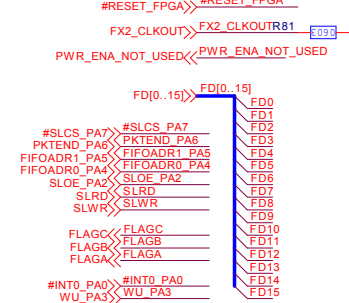 #RESET_FPGA #RESET_FPGA
FX2_CLKOUT FX2_CLKOUT R81 E090
PWR_ENA_NOT_USED PWR_ENA_NOT_USED
FD[0..15] FD[0..15]
FD0
FD1
#SLCS_PA7 #SLCS_PA7 FD2
PKTEND_PA6 PKTEND_PA6 FD3
FIFOADR1_PA5 FIFOADR1_PA5 FD4
FIFOADR0_PA4 FIFOADR0_PA4 FD5
SLOE_PA2 SLOE_PA2 FD6
SLRD SLRD FD7
SLWR SLWR FD8
FD9
FLAGC FLAGC FD10
FLAGB FLAGB FD11
FLAGA FLAGA FD12
FD13
#INT0_PA0 #INT0_PA0 FD14
WU_PA3 WU_PA3 FD15